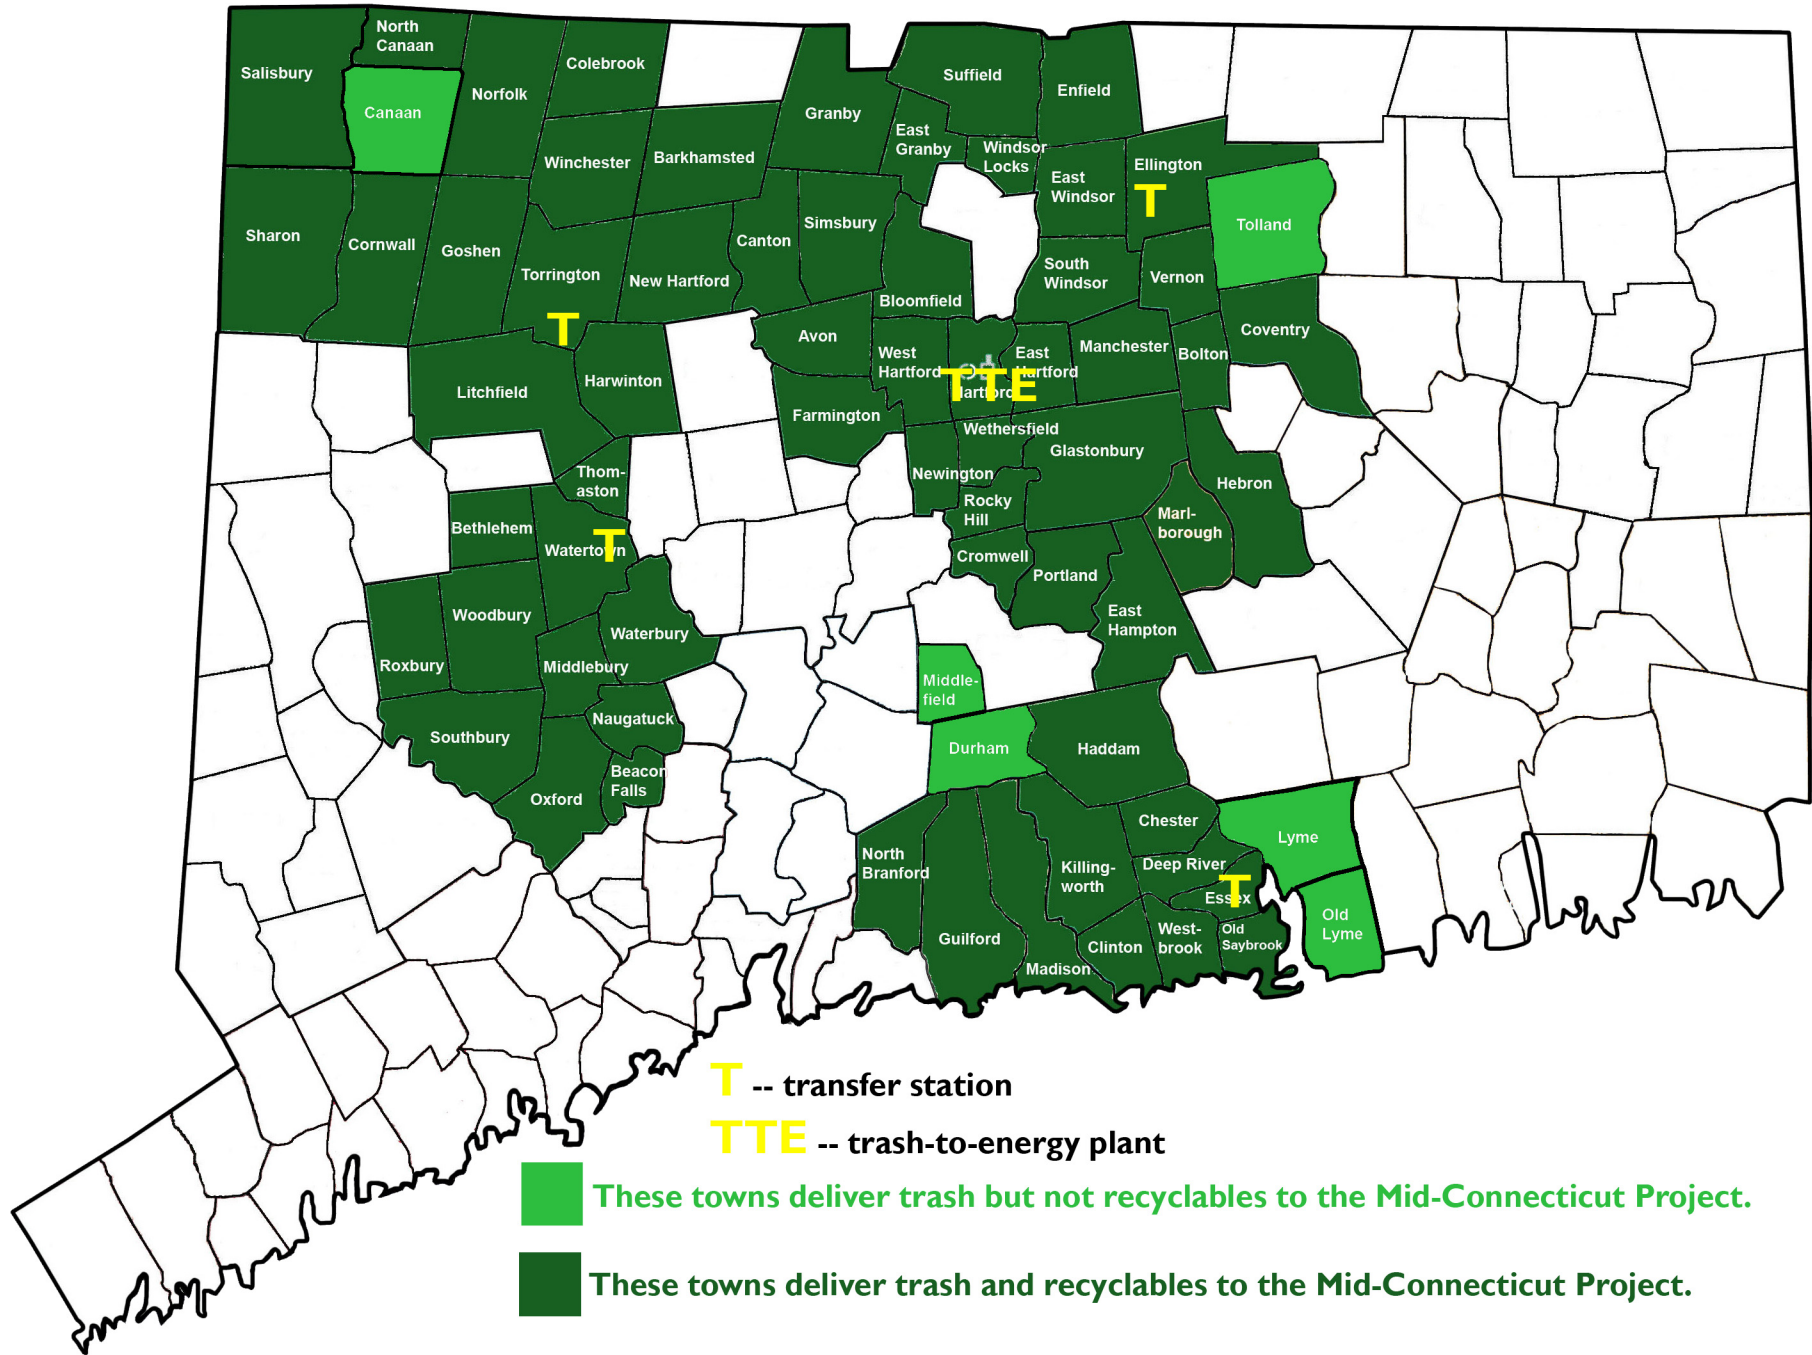 North
Canaan
Salisbury
Colebrook
Suffield
Enfield
Norfolk
Canaan
Granby
East
Granby
Windsor
Locks
Winchester
Barkhamsted
Ellington
East
Windsor
T
Simsbury
Tolland
Sharon
Cornwall
Goshen
Canton
Torrington
New Hartford
South
Windsor
Vernon
Bloomfield
T
Avon
Coventry
West
Hartford
East
Hartford
Manchester
Bolton
Litchfield
Harwinton
TTE
Hartford
Farmington
Wethersfield
Glastonbury
Newington
Thom-
aston
Hebron
Rocky
Hill
Marl-
borough
Bethlehem
Watertown
T
Cromwell
Portland
Woodbury
East
Hampton
Waterbury
Roxbury
Middlebury
Middle-
field
Naugatuck
Southbury
Durham
Haddam
Beacon
Falls
Oxford
Chester
Lyme
North
Branford
Killing-
worth
Deep River
T
Essex
Old
Lyme
Guilford
Clinton
West-
brook
Old
Saybrook
Madison
T -- transfer station
TTE -- trash-to-energy plant
These towns deliver trash but not recyclables to the Mid-Connecticut Project.
These towns deliver trash and recyclables to the Mid-Connecticut Project.